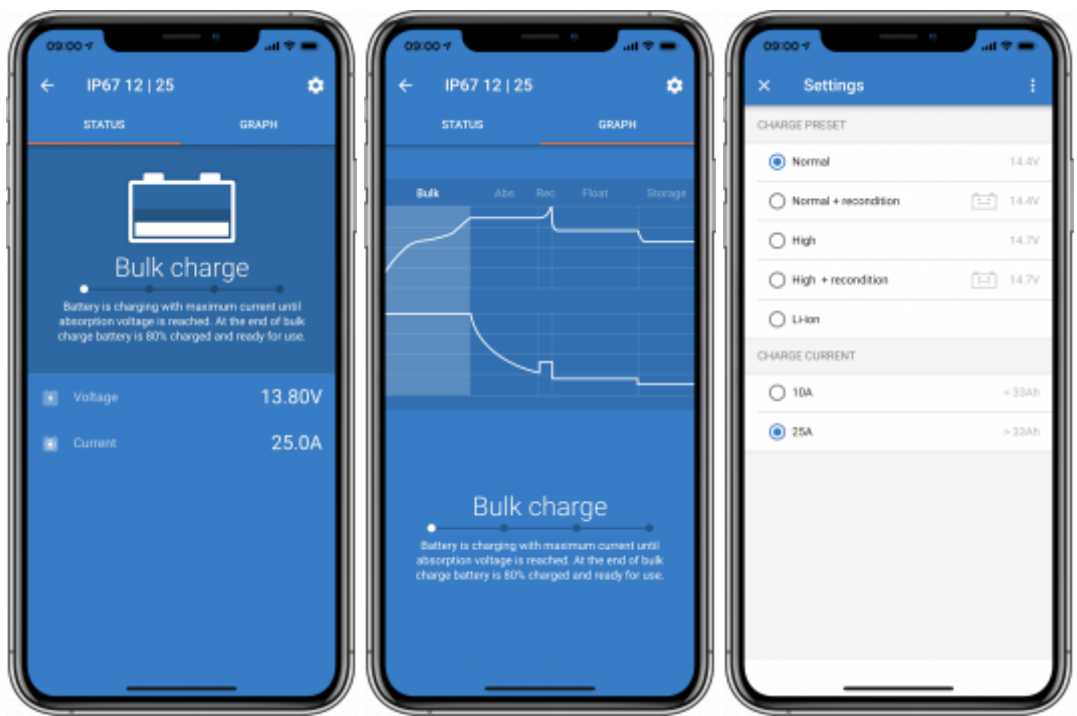 09:00
IP67 12 | 25
STATUS GRAPH
Bulk charge
Battery is charging with maximum current until
absorption voltage is reached. At the end of bulk
charge battery is 80% charged and ready for use.
Voltage 13.80V
Current 25.0A
09:00
IP67 12 | 25
STATUS GRAPH
Bulk Abs Rec Float Storage
Bulk charge
Battery is charging with maximum current until
absorption voltage is reached. At the end of bulk
charge battery is 80% charged and ready for use.
09:00
Settings
CHARGE PRESET
Normal 14.4V
Normal + recondition 14.4V
High 14.7V
High + recondition 14.7V
Li-ion
CHARGE CURRENT
10A < 33Ah
25A > 33Ah